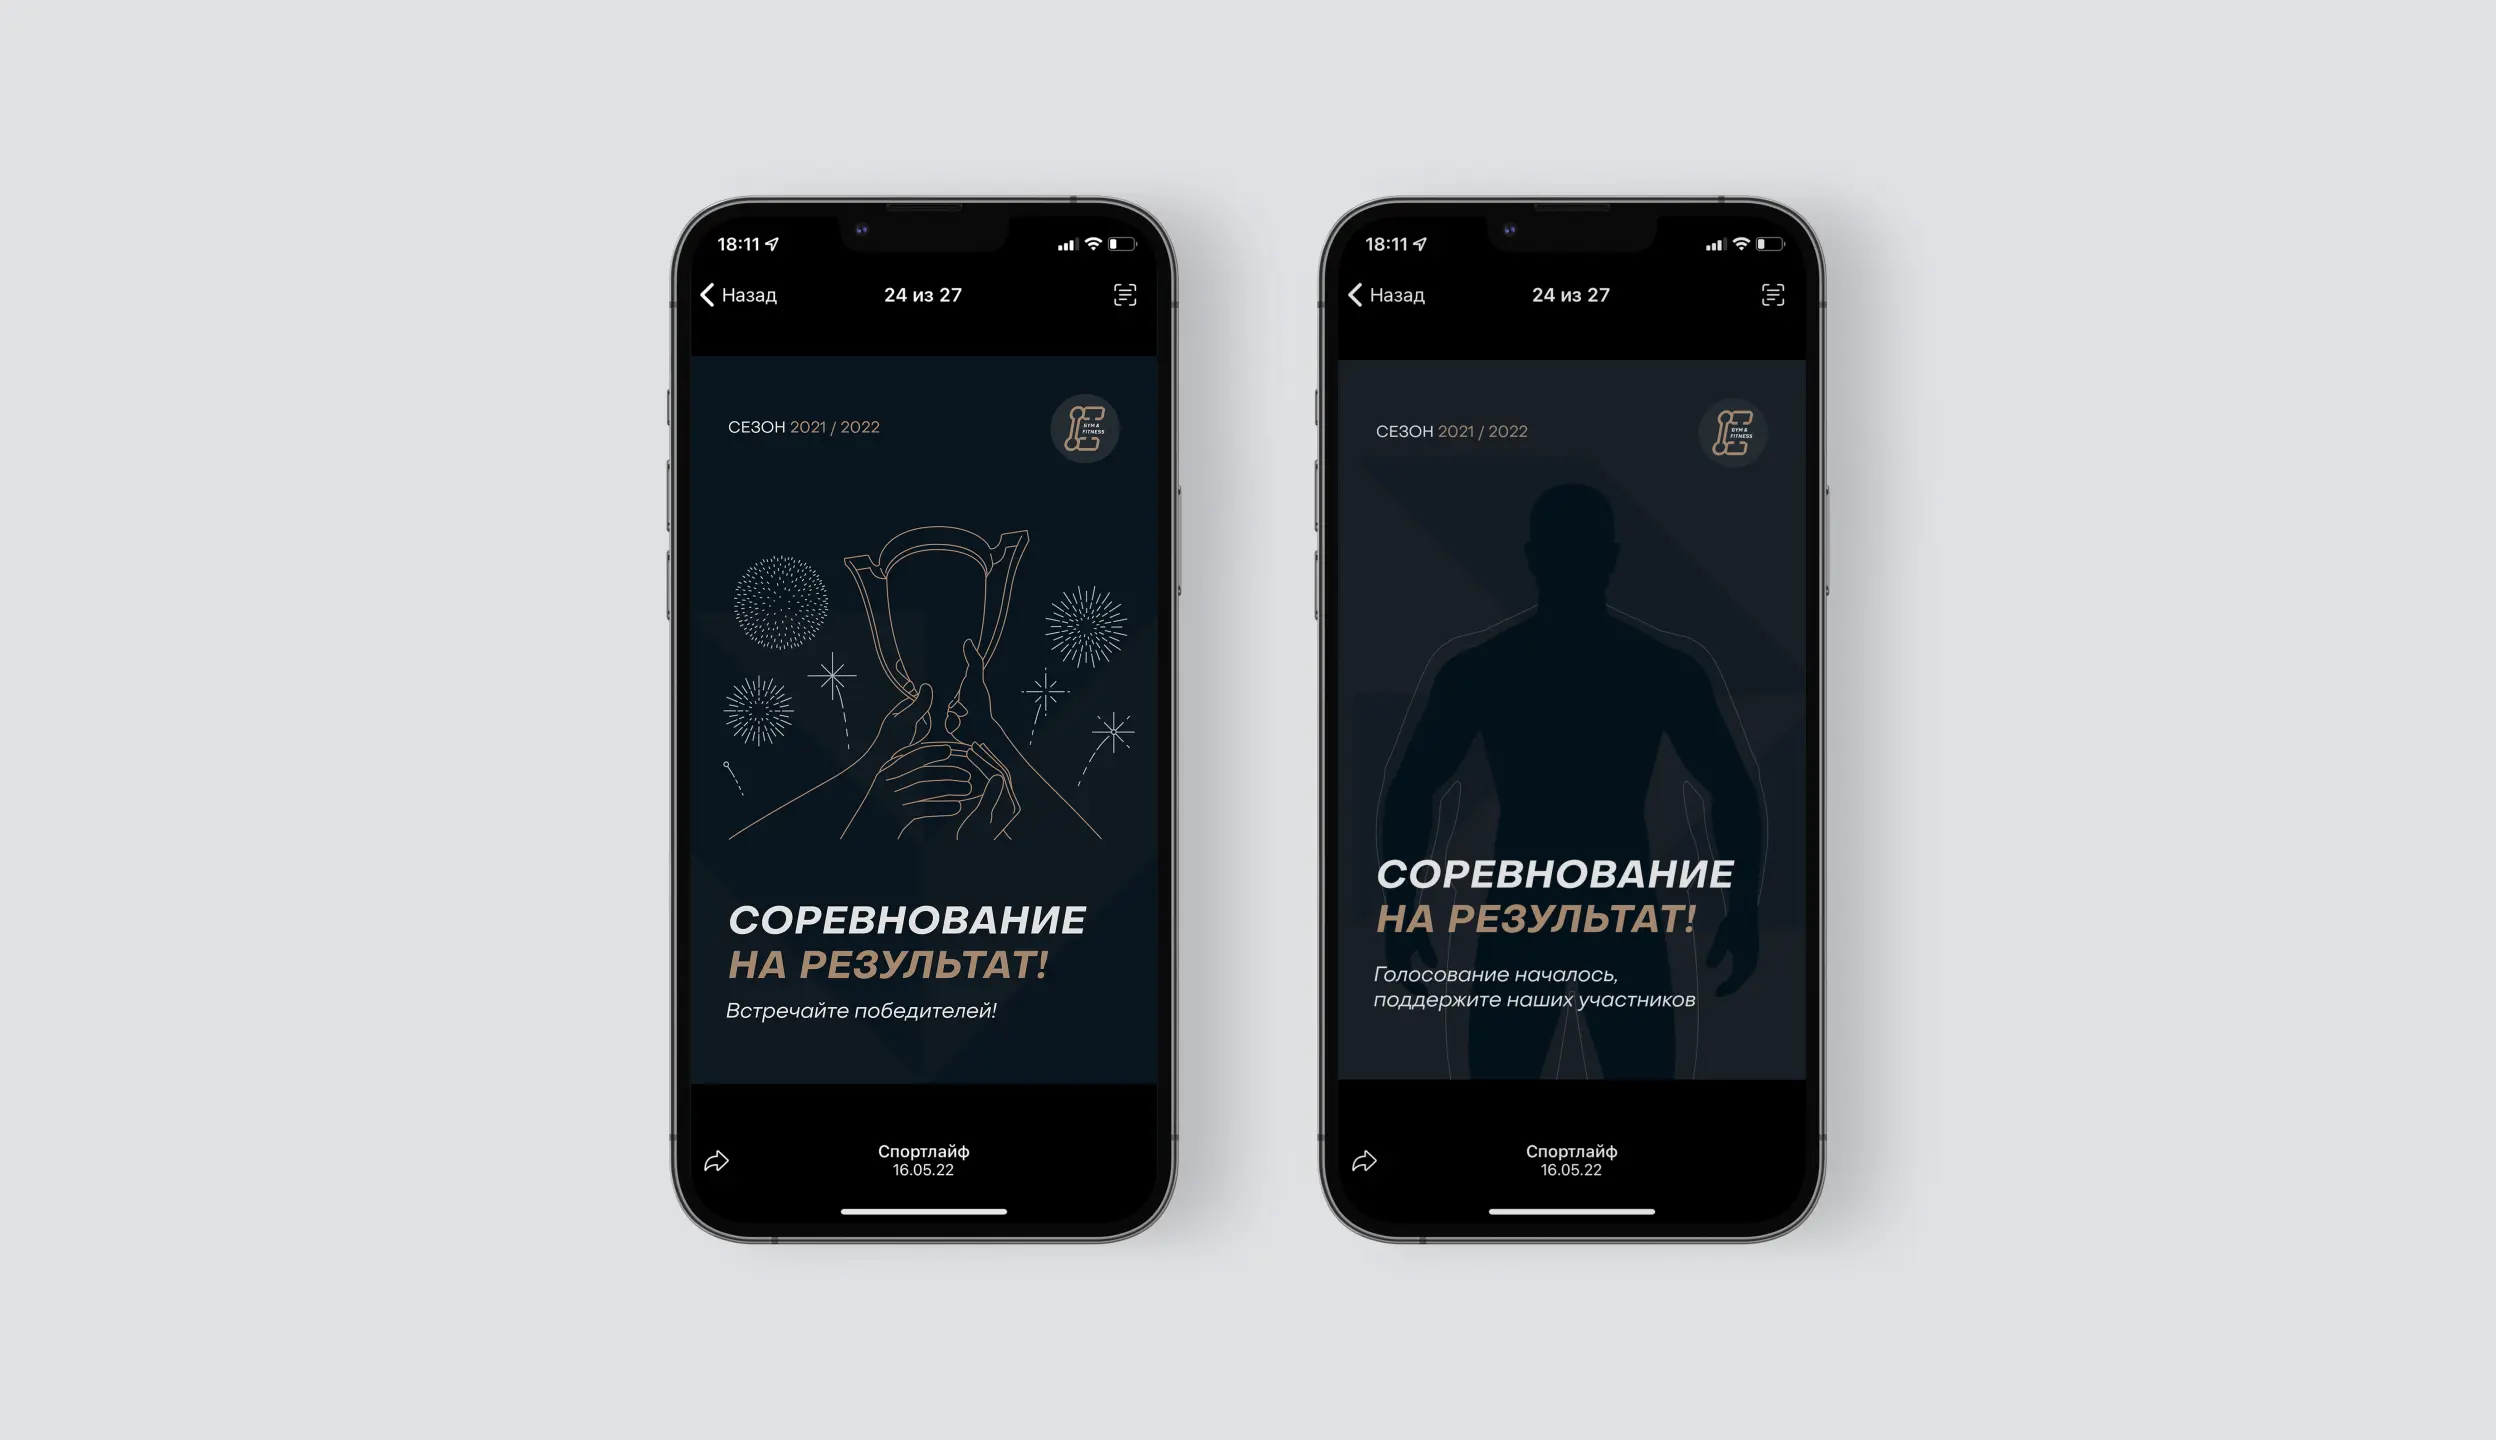 18:11
Назад
24 из 27
СЕЗОН 2021 / 2022
GYM &
FITNESS
СОРЕВНОВАНИЕ
НА РЕЗУЛЬТАТ!
Встречайте победителей!
Спортлайф
16.05.22
18:11
Назад
24 из 27
СЕЗОН 2021 / 2022
GYM &
FITNESS
СОРЕВНОВАНИЕ
НА РЕЗУЛЬТАТ!
Голосование началось,
поддержите наших участников
Спортлайф
16.05.22